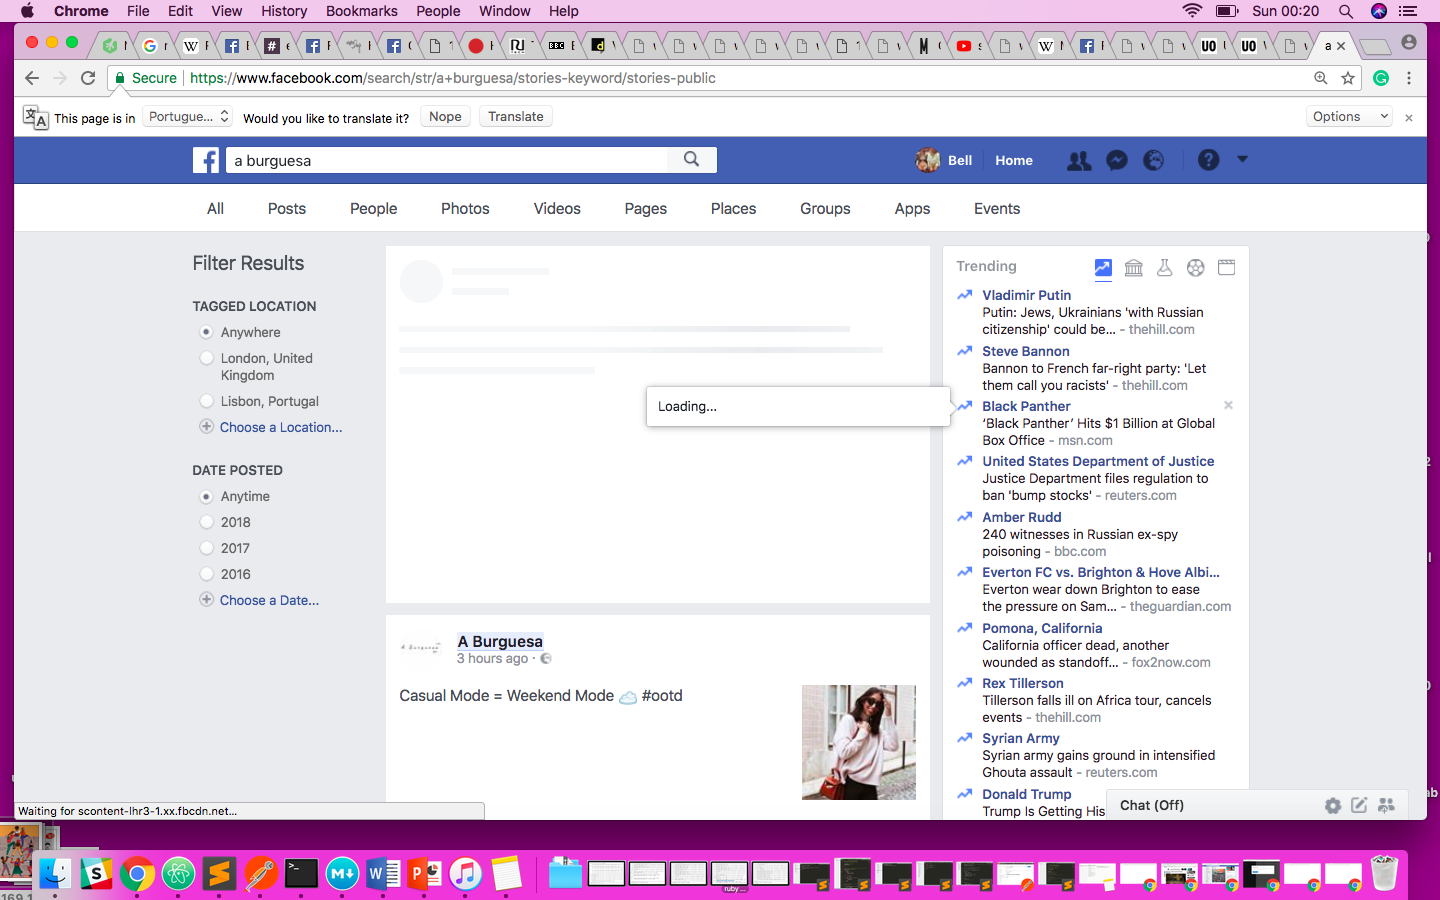 Chrome File Edit View History Bookmarks People Window Help Sun 00:20
Secure https://www.facebook.com/search/str/a+burguesa/stories-keyword/stories-public
This page is in Portugue... Would you like to translate it? Nope Translate Options
a burguesa Bell Home
All Posts People Photos Videos Pages Places Groups Apps Events
Filter Results
TAGGED LOCATION
Anywhere
London, United
Kingdom
Lisbon, Portugal
Choose a Location...
DATE POSTED
Anytime
2018
2017
2016
Choose a Date...
Loading...
A Burguesa
3 hours ago
Casual Mode = Weekend Mode ☁️ #ootd
Trending
Vladimir Putin
Putin: Jews, Ukrainians 'with Russian
citizenship' could be... - thehill.com
Steve Bannon
Bannon to French far-right party: 'Let
them call you racists' - thehill.com
Black Panther
‘Black Panther’ Hits $1 Billion at Global
Box Office - msn.com
United States Department of Justice
Justice Department files regulation to
ban 'bump stocks' - reuters.com
Amber Rudd
240 witnesses in Russian ex-spy
poisoning - bbc.com
Everton FC vs. Brighton & Hove Albi...
Everton wear down Brighton to ease
the pressure on Sam... - theguardian.com
Pomona, California
California officer dead, another
wounded as standoff... - fox2now.com
Rex Tillerson
Tillerson falls ill on Africa tour, cancels
events - thehill.com
Syrian Army
Syrian army gains ground in intensified
Ghouta assault - reuters.com
Donald Trump
Trump Is Getting His
Chat (Off)
Waiting for scontent-lhr3-1.xx.fbcdn.net...